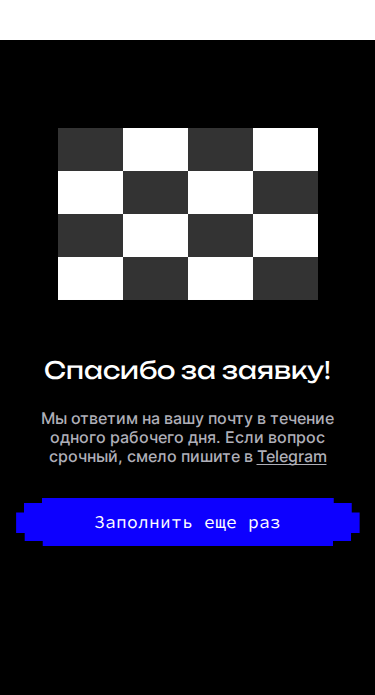 Спасибо за заявку!
Мы ответим на вашу почту в течение
одного рабочего дня. Если вопрос
срочный, смело пишите в Telegram
Заполнить еще раз